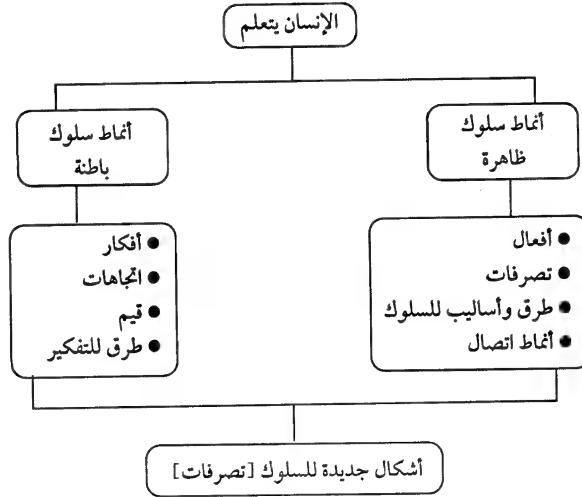 الإنسان يتعلم
أنماط سلوك
ظاهرة
أنماط سلوك
باطنة
● أفعال
● تصرفات
● طرق وأساليب للسلوك
● أنماط اتصال
● أفكار
● اتجاهات
● قيم
● طرق للتفكير
أشكال جديدة للسلوك [تصرفات]